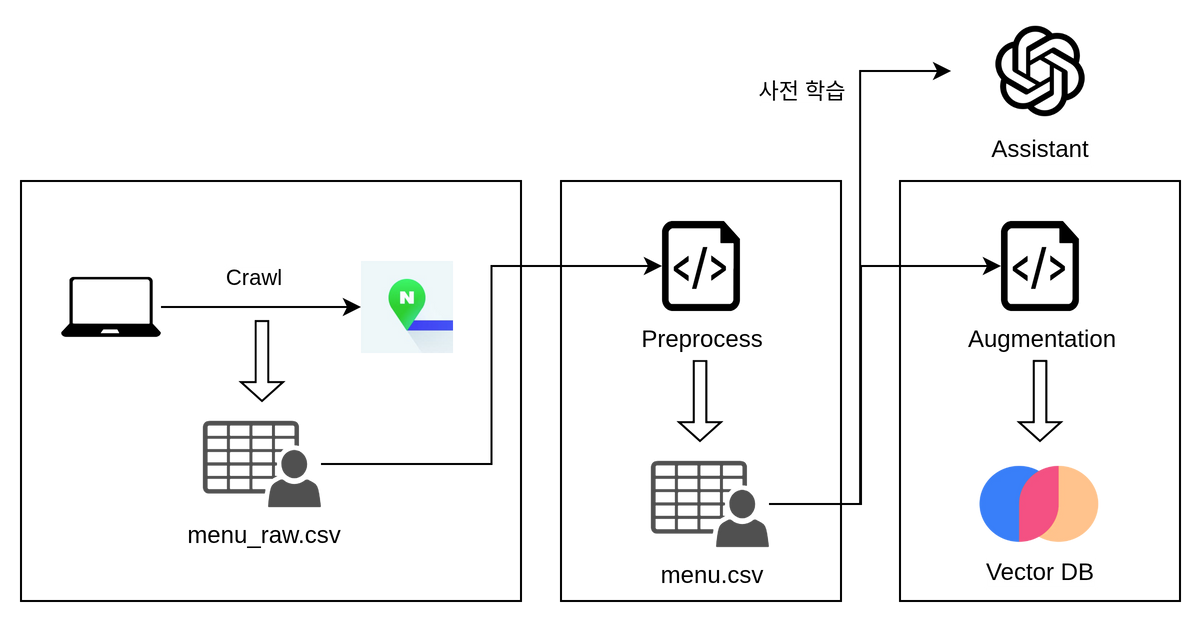 사전 학습
Assistant
Crawl
N
menu_raw.csv
</>
Preprocess
menu.csv
</>
Augmentation
Vector DB